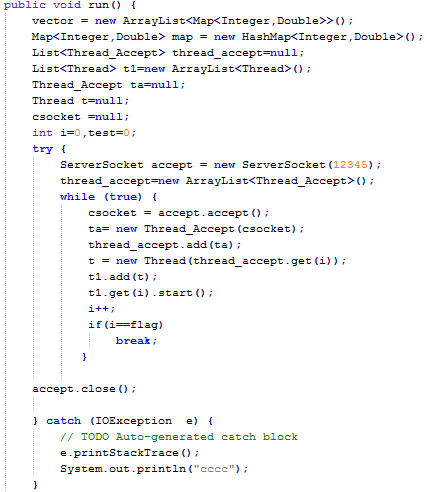 public void run() {
vector = new ArrayList<Map<Integer,Double>>();
Map<Integer,Double> map = new HashMap<Integer,Double>();
List<Thread_Accept> thread_accept=null;
List<Thread> t1=new ArrayList<Thread>();
Thread_Accept ta=null;
Thread t=null;
csocket =null;
int i=0,test=0;
try {
ServerSocket accept = new ServerSocket(12345);
thread_accept=new ArrayList<Thread_Accept>();
while (true) {
csocket = accept.accept();
ta= new Thread_Accept(csocket);
thread_accept.add(ta);
t = new Thread(thread_accept.get(i));
t1.add(t);
t1.get(i).start();
i++;
if(i==flag)
break;
}
accept.close();
} catch (IOException  e) {
// TODO Auto-generated catch block
e.printStackTrace();
System.out.println("cccc");
}